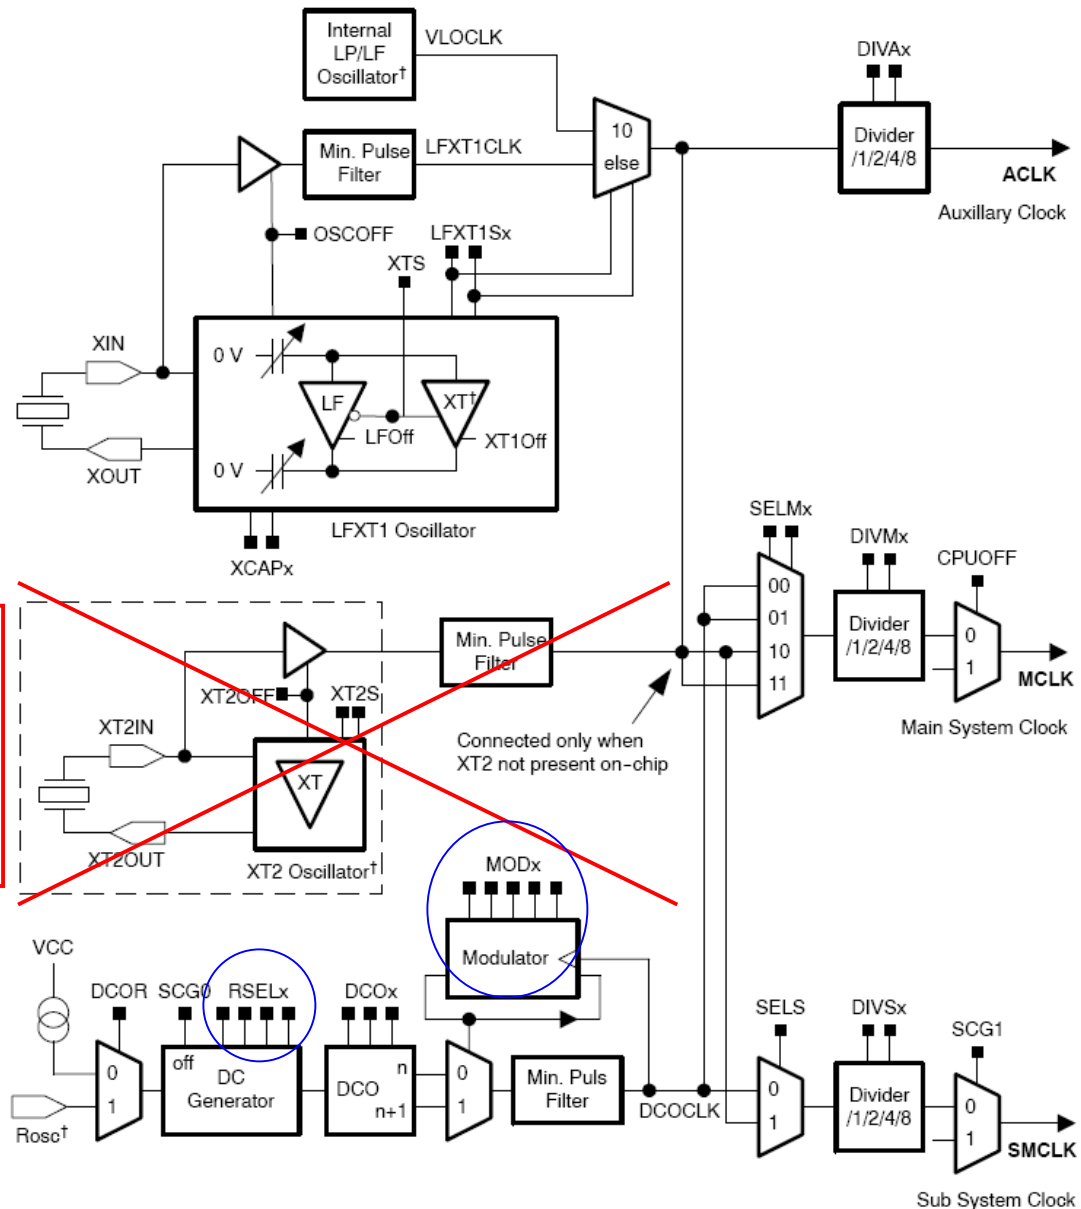 Internal
LP/LF
Oscillator†
VLOCLK
DIVAx
10
else
Divider
/1/2/4/8
ACLK
Auxillary Clock
Min. Pulse
Filter
LFXT1CLK
OSCOFF
LFXT1Sx
XTS
XIN
0 V
LF
XT†
LFOff
XT1Off
0 V
XOUT
LFXT1 Oscillator
XCAPx
SELMx
DIVMx
CPUOFF
00
01
10
11
Divider
/1/2/4/8
0
1
MCLK
Main System Clock
Min. Pulse
Filter
XT2OFF
XT2S
XT2IN
XT
XT2OUT
XT2 Oscillator†
Connected only when
XT2 not present on-chip
MODx
Modulator
VCC
DCOR
SCG0
RSELx
DCOx
0
1
Rosc†
off
DC
Generator
DCO
n
n+1
0
1
Min. Puls
Filter
DCOCLK
SELS
DIVSx
SCG1
0
1
Divider
/1/2/4/8
0
1
SMCLK
Sub System Clock